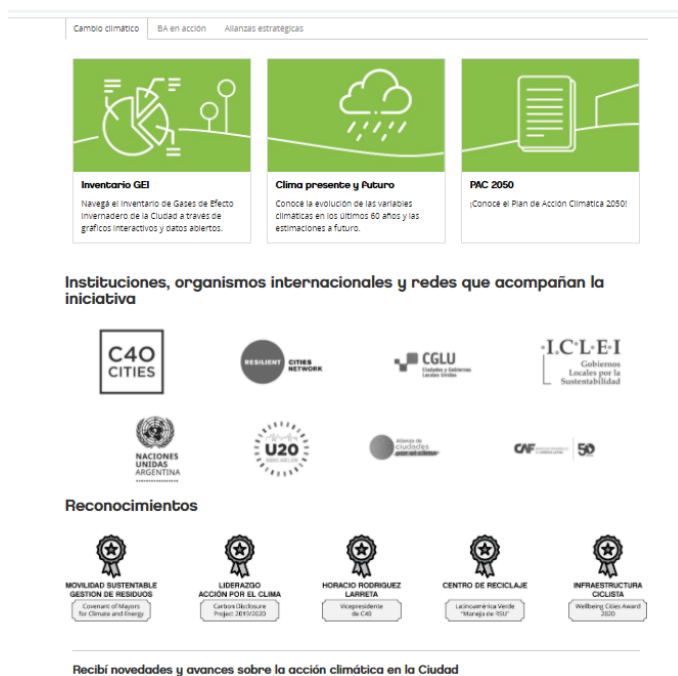 Cambio climático
BA en acción
Alianzas estratégicas
Inventario GEI
Navegá el Inventario de Gases de Efecto
Invernadero de la Ciudad a través de
gráficos interactivos y datos abiertos.
Clima presente y Futuro
Conocé la evolución de las variables
climáticas en los últimos 60 años y las
estimaciones a futuro.
PAC 2050
¡Conocé el Plan de Acción Climática 2050!
Instituciones, organismos internacionales y redes que acompañan la
iniciativa
C40
CITIES
RESILIENT CITIES
NETWORK
CGLU
Ciudades y Gobiernos
Locales Unidos
I.C·L·E·I
Gobiernos
Locales por la
Sustentabilidad
NACIONES
UNIDAS
ARGENTINA
U20
Alianza de
ciudades
CAF
50
Reconocimientos
MOVILIDAD SUSTENTABLE
GESTION DE RESIDUOS
Covenant of Mayors
for Climate and Energy
LIDERAZGO
ACCIÓN POR EL CLIMA
Carbon Disclosure
Project 2019/2020
HORACIO RODRIGUEZ
LARRETA
Vicepresidente
de C40
CENTRO DE RECICLAJE
Latinoamérica Verde
"Manejo de RSU"
INFRAESTRUCTURA
CICLISTA
Wellbeing Cities Award
2020
Recibí novedades y avances sobre la acción climática en la Ciudad